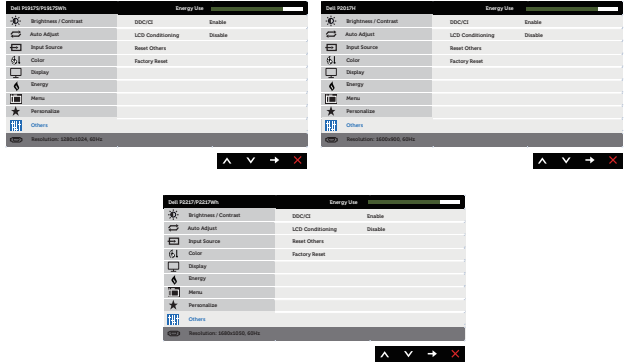 Dell P1917S/P1917SWh Energy Use
Brightness / Contrast DDC/CI Enable
Auto Adjust LCD Conditioning Disable
Input Source Reset Others
Color Factory Reset
Display
Energy
Menu
Personalize
Others
Resolution: 1280x1024, 60Hz
Dell P2017H Energy Use
Brightness / Contrast DDC/CI Enable
Auto Adjust LCD Conditioning Disable
Input Source Reset Others
Color Factory Reset
Display
Energy
Menu
Personalize
Others
Resolution: 1600x900, 60Hz
Dell P2217/P2217Wh Energy Use
Brightness / Contrast DDC/CI Enable
Auto Adjust LCD Conditioning Disable
Input Source Reset Others
Color Factory Reset
Display
Energy
Menu
Personalize
Others
Resolution: 1680x1050, 60Hz